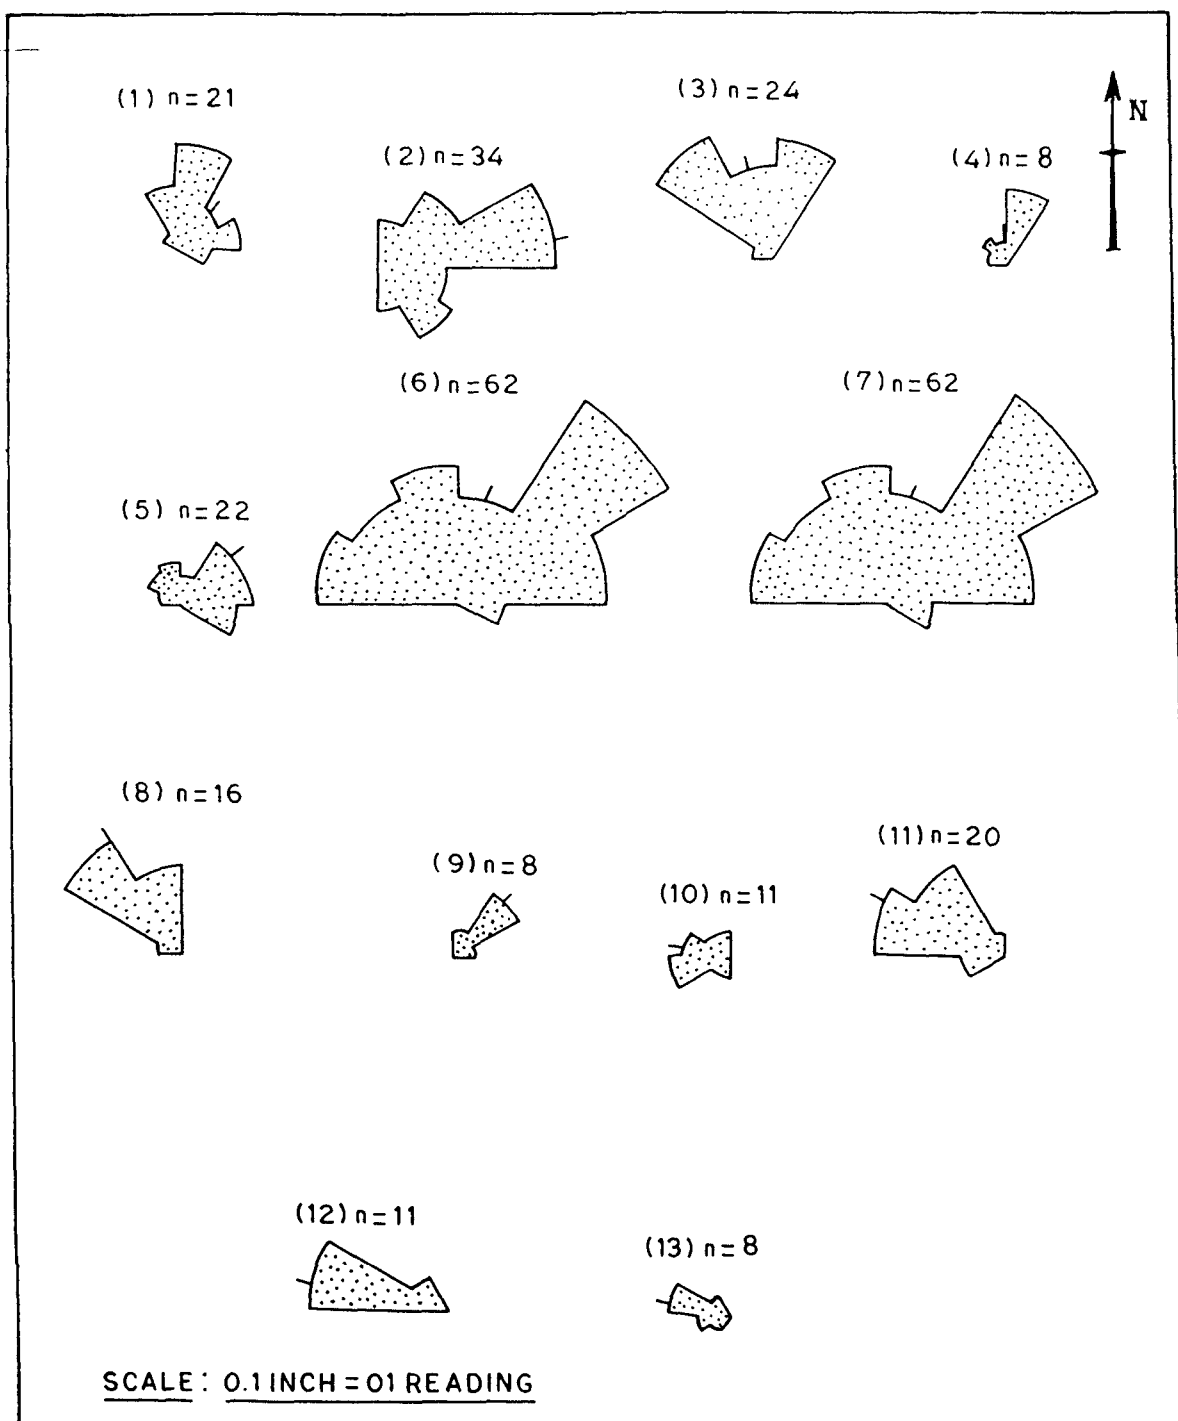 (1) n=21
(2) n=34
(3) n=24
(4) n=8
N
(5) n=22
(6) n=62
(7) n=62
(8) n=16
(9) n=8
(10) n=11
(11) n=20
(12) n=11
(13) n=8
SCALE: 0.1 INCH = 01 READING